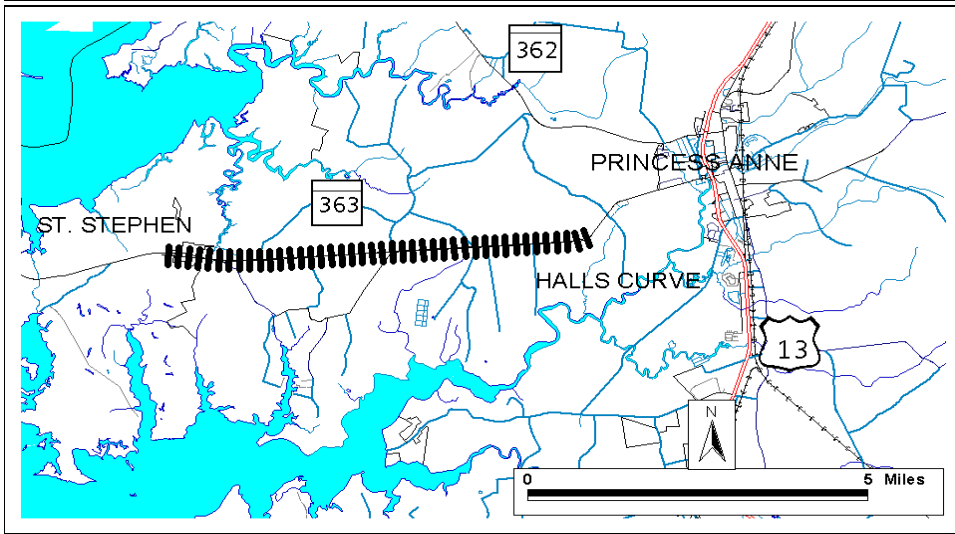 362
PRINCESS ANNE
363
ST. STEPHEN
HALLS CURVE
13
N
0 5 Miles